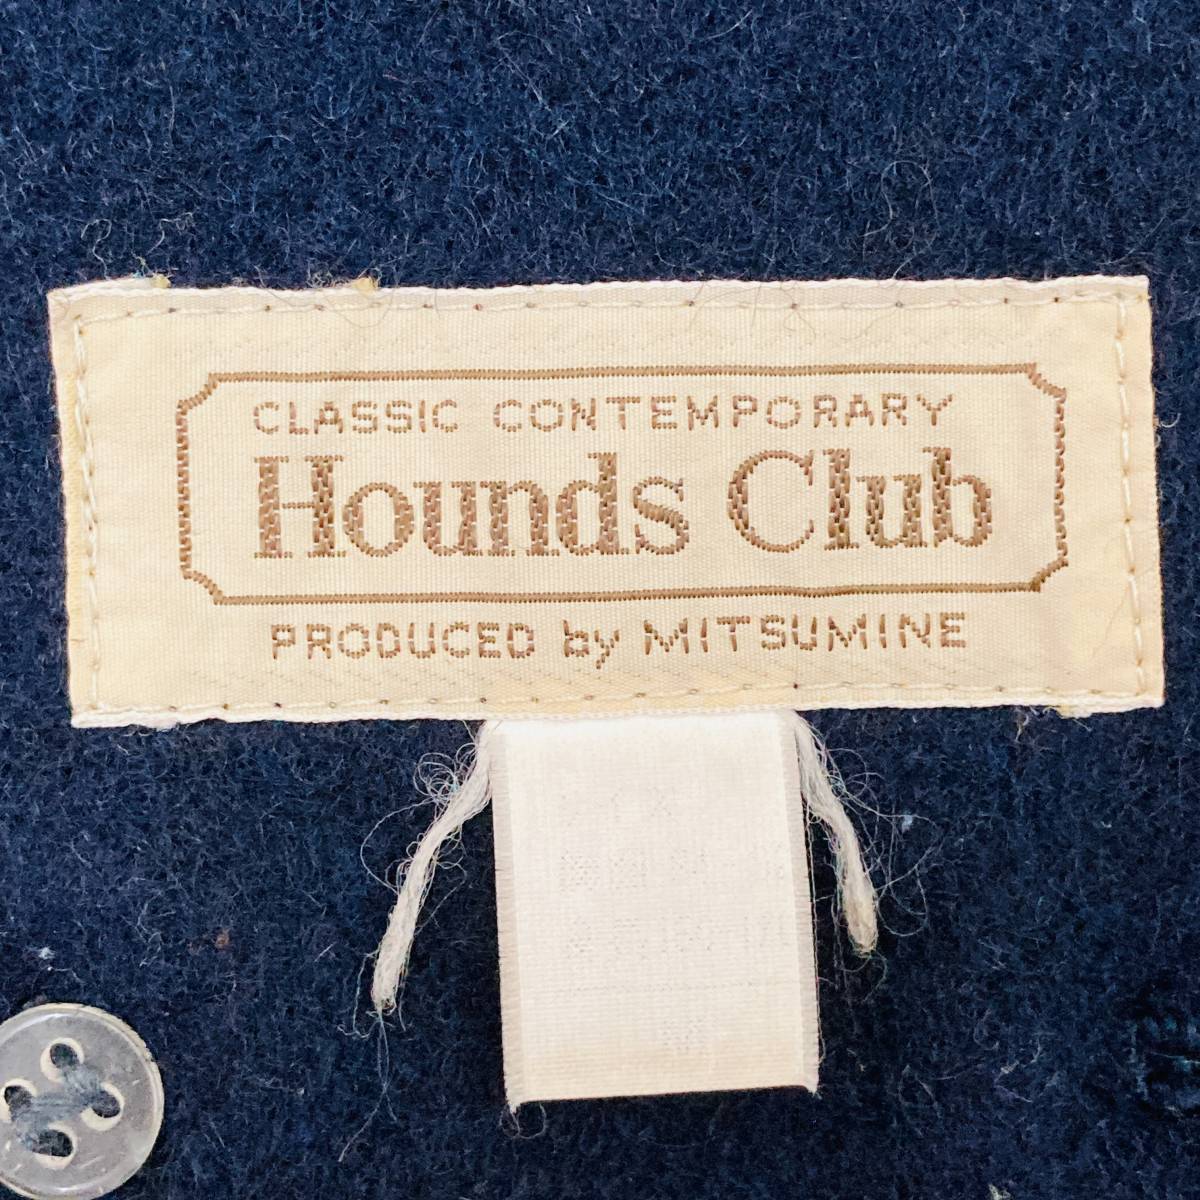 CLASSIC CONTEMPORARY
Hounds Club
PRODUCED by MITSUMINE